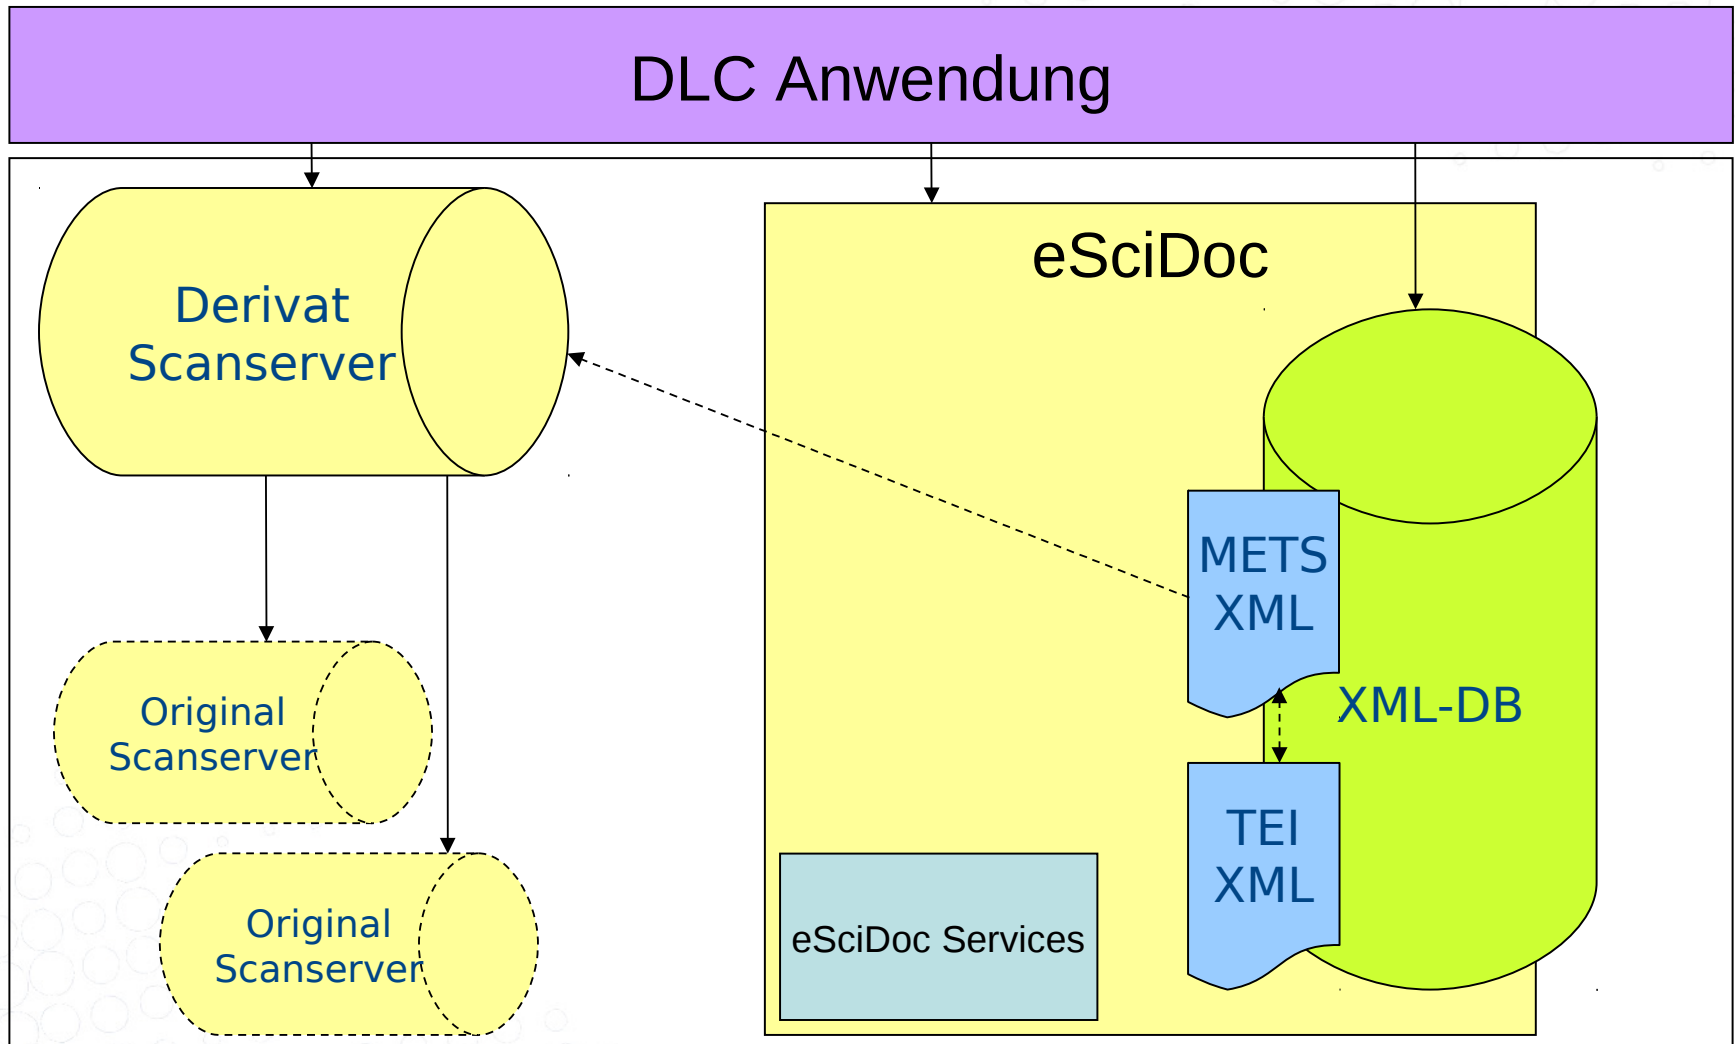 DLC Anwendung
eSciDoc
Derivat
Scanserver
METS
XML
XML-DB
Original
Scanserver
TEI
XML
Original
Scanserver
eSciDoc Services